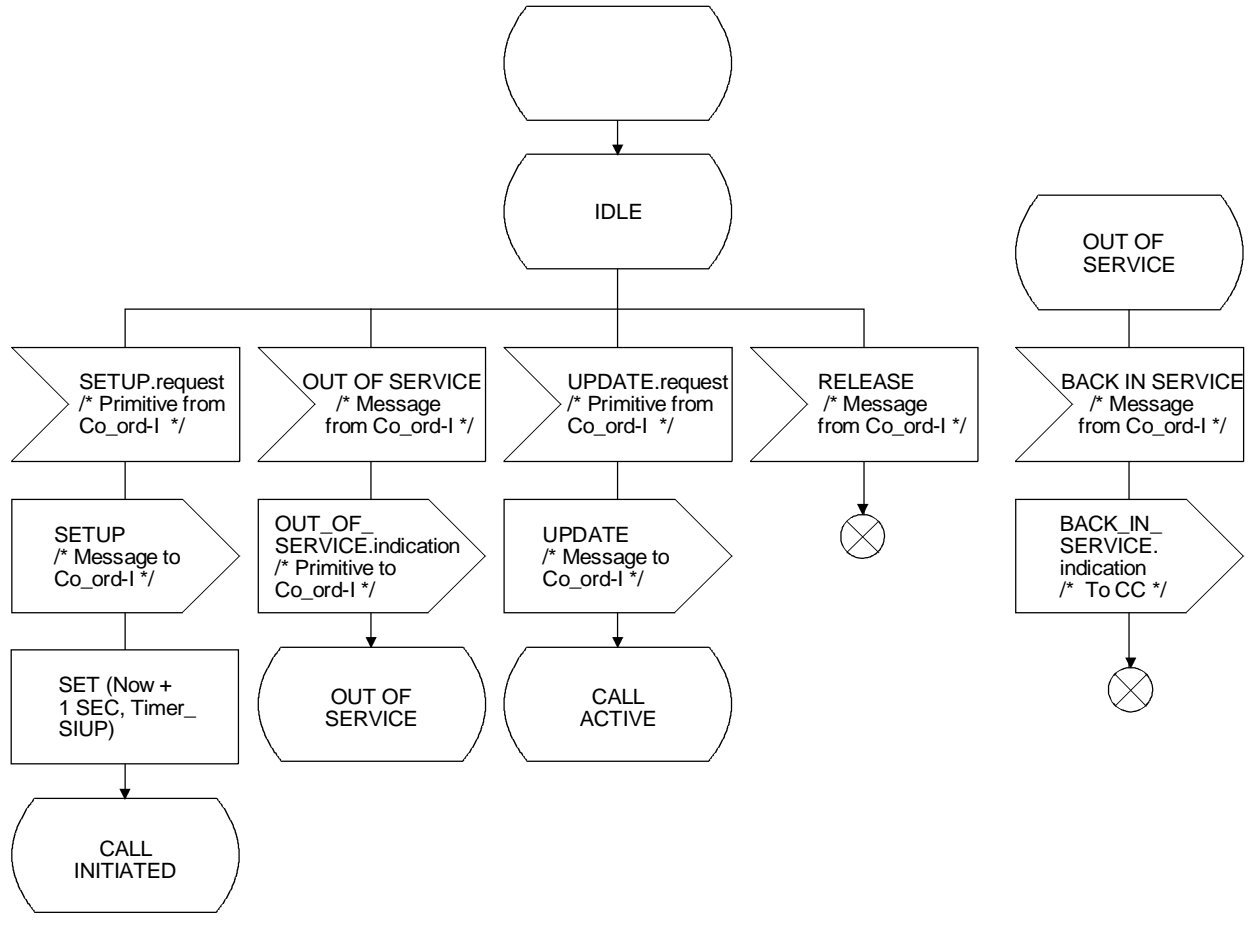 IDLE
OUT OF
SERVICE
SETUP.request
/* Primitive from
Co_ord-I */
OUT OF SERVICE
/* Message
from Co_ord-I */
UPDATE.request
/* Primitive from
Co_ord-I */
RELEASE
/* Message
from Co_ord-I */
BACK IN SERVICE
/* Message
from Co_ord-I */
SETUP
/* Message to
Co_ord-I */
OUT_OF_
SERVICE.indication
/* Primitive to
Co_ord-I */
UPDATE
/* Message to
Co_ord-I */
BACK_IN_
SERVICE.
indication
/* To CC */
SET (Now +
1 SEC, Timer_
SIUP)
OUT OF
SERVICE
CALL
ACTIVE
CALL
INITIATED